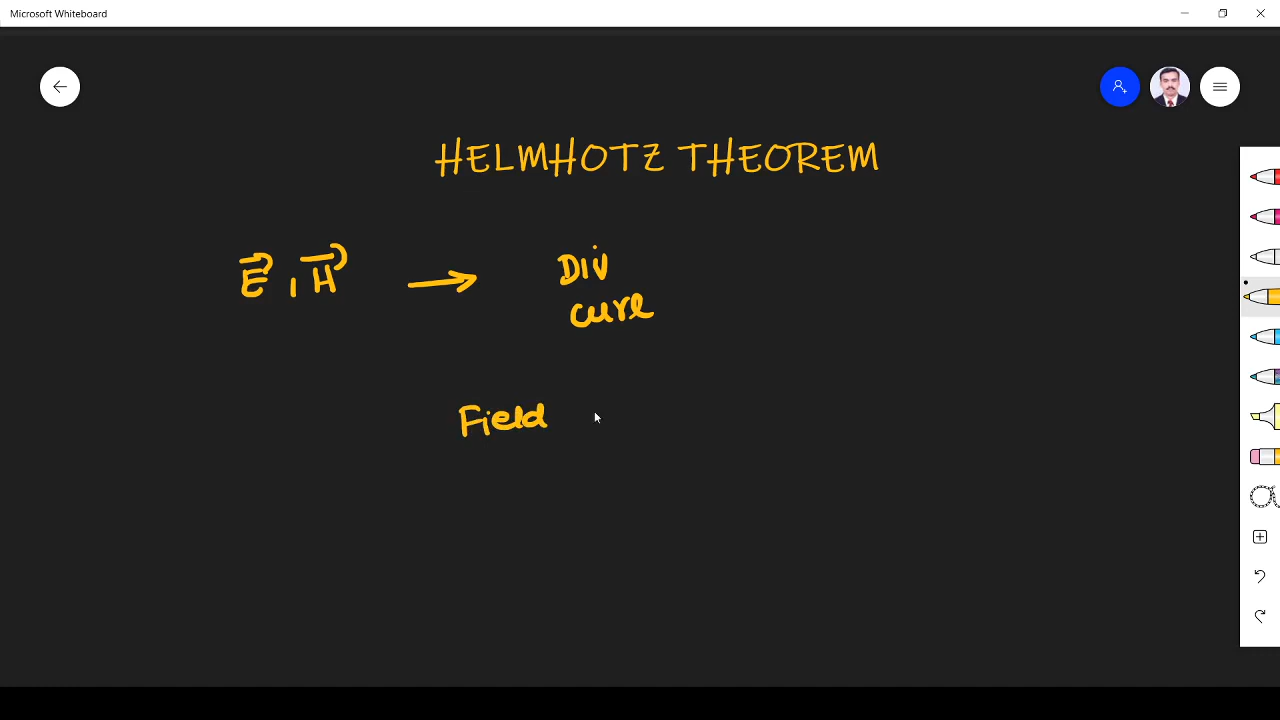 Microsoft Whiteboard
HELMHOTZ THEOREM
E, H → Div
curl
Field